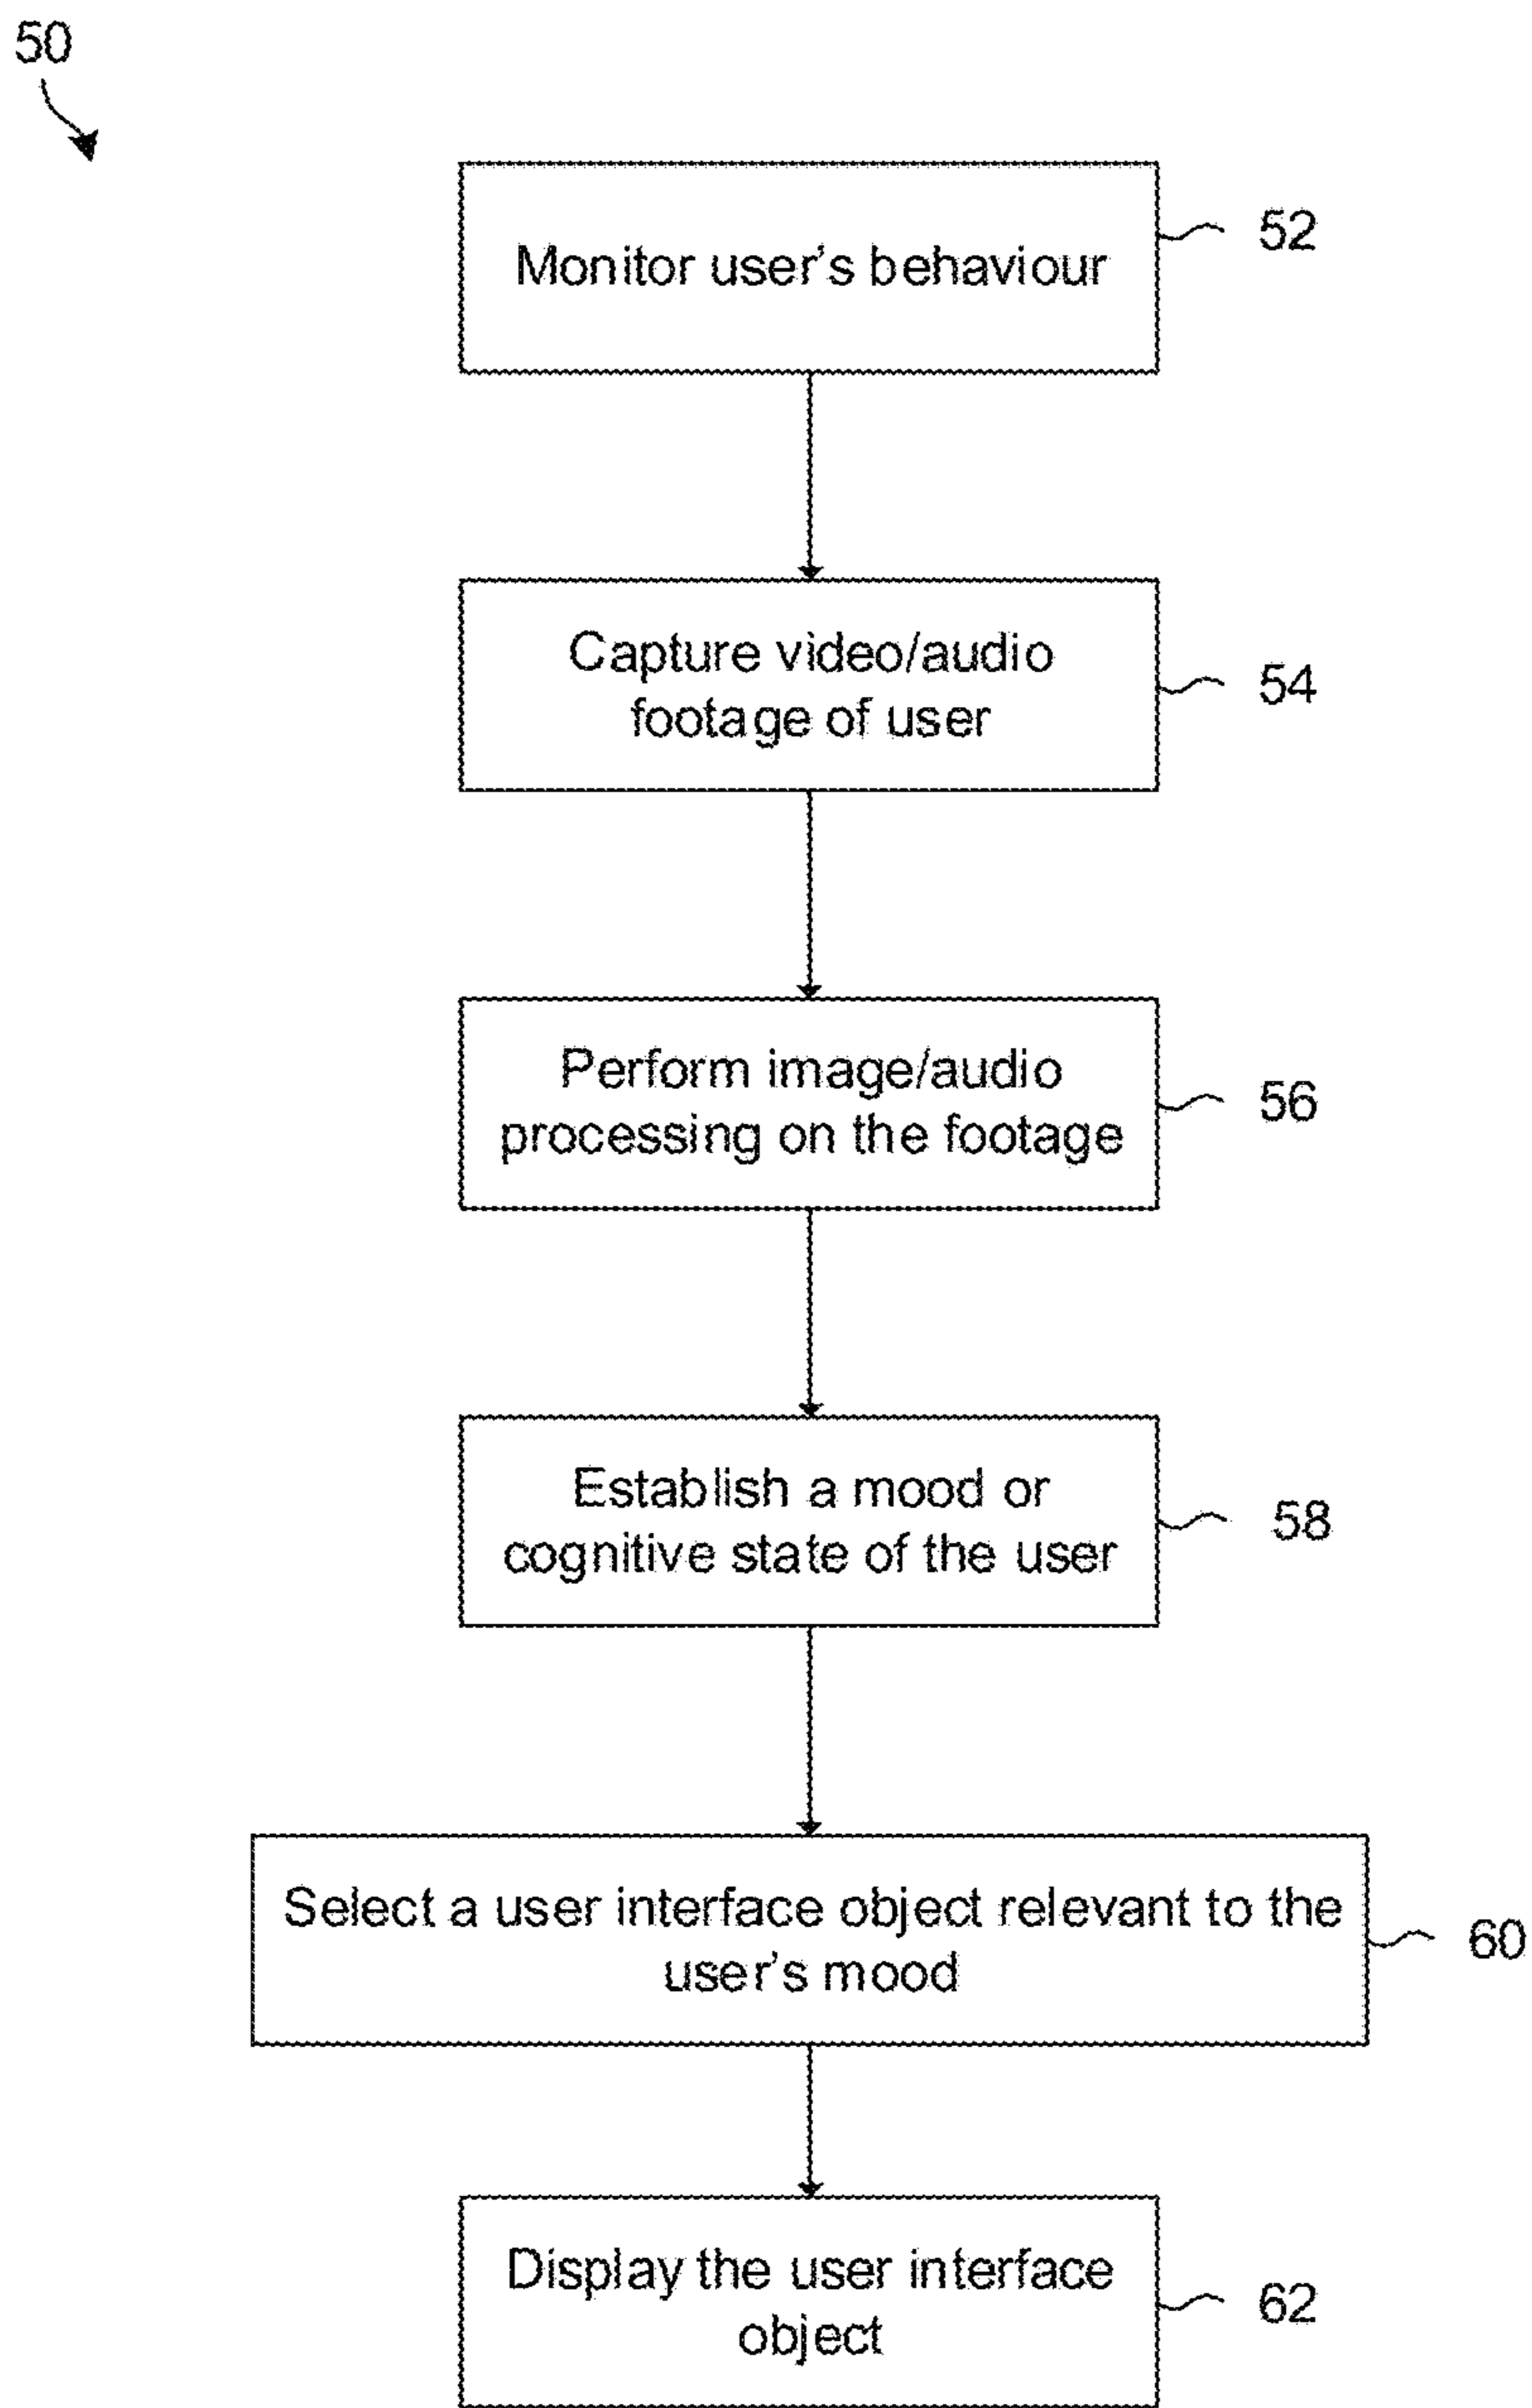 50
Monitor user's behaviour
52
Capture video/audio
footage of user
54
Perform image/audio
processing on the footage
56
Establish a mood or
cognitive state of the user
58
Select a user interface object relevant to the
user's mood
60
Display the user interface
object
62